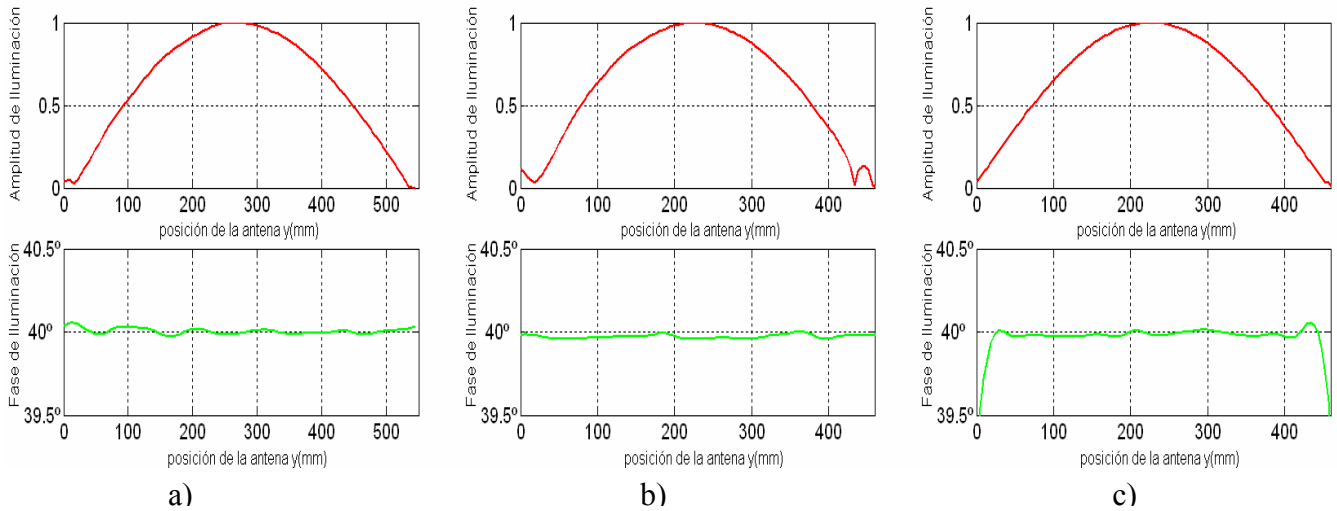 Amplitud de Iluminación
1
0.5
0
0 100 200 300 400 500
posición de la antena y(mm)
Fase de Iluminación
40.5º
40º
39.5º
0 100 200 300 400 500
posición de la antena y(mm)
a)
Amplitud de Iluminación
1
0.5
0
0 100 200 300 400
posición de la antena y(mm)
Fase de Iluminación
40.5º
40º
39.5º
0 100 200 300 400
posición de la antena y(mm)
b)
Amplitud de Iluminación
1
0.5
0
0 100 200 300 400
posición de la antena y(mm)
Fase de Iluminación
40.5º
40º
39.5º
0 100 200 300 400
posición de la antena y(mm)
c)